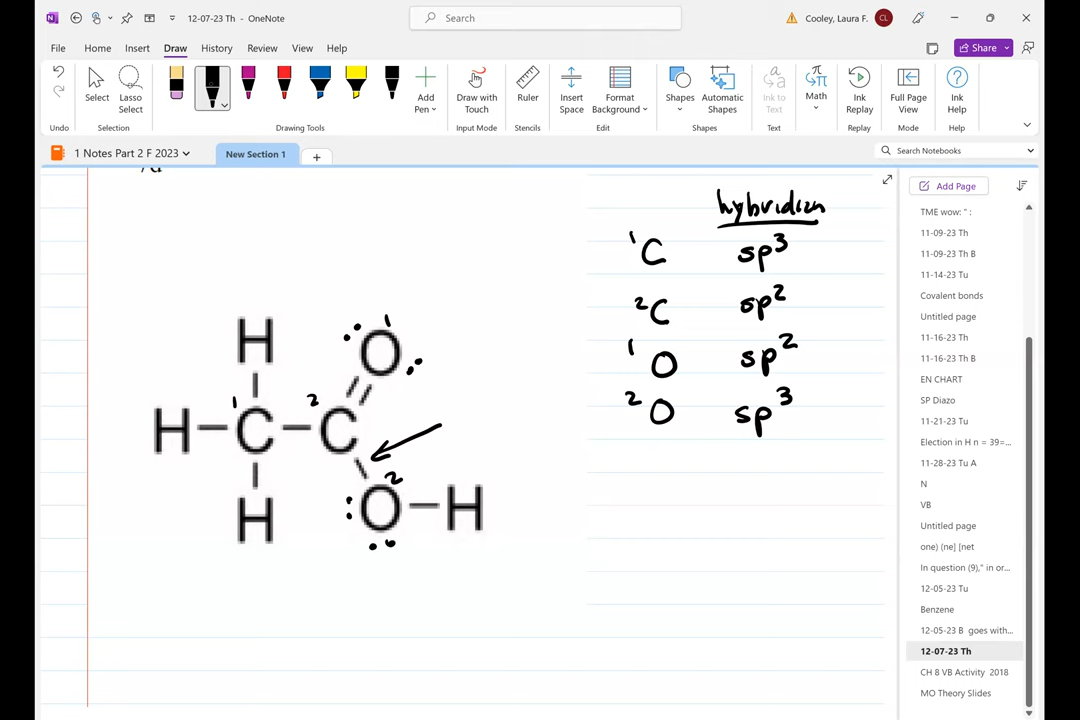 12-07-23 Th - OneNote
Search
Cooley, Laura F.
CL
File Home Insert Draw History Review View Help
Share
Undo
Select
Lasso Select
Add Pen
Draw with Touch
Ruler
Insert Space
Format Background
Shapes
Automatic Shapes
Ink to Text
Math
Ink Replay
Full Page View
Ink Help
Undo Selection Drawing Tools Input Mode Stencils Edit Shapes Text Replay Mode Help
1 Notes Part 2 F 2023
New Section 1
+
Search Notebooks
Add Page
TME wow: " :
11-09-23 Th
11-09-23 Th B
11-14-23 Tu
Covalent bonds
Untitled page
11-16-23 Th
11-16-23 Th B
EN CHART
SP Diazo
11-21-23 Tu
Election in H n = 39=...
11-28-23 Tu A
N
VB
Untitled page
one) (ne] [net
In question (9)," in or...
12-05-23 Tu
Benzene
12-05-23 B goes with...
12-07-23 Th
CH 8 VB Activity 2018
MO Theory Slides
1
H O
1 2
H C C
2
H O H
1C sp3
2C sp2
1O sp2
2O sp3